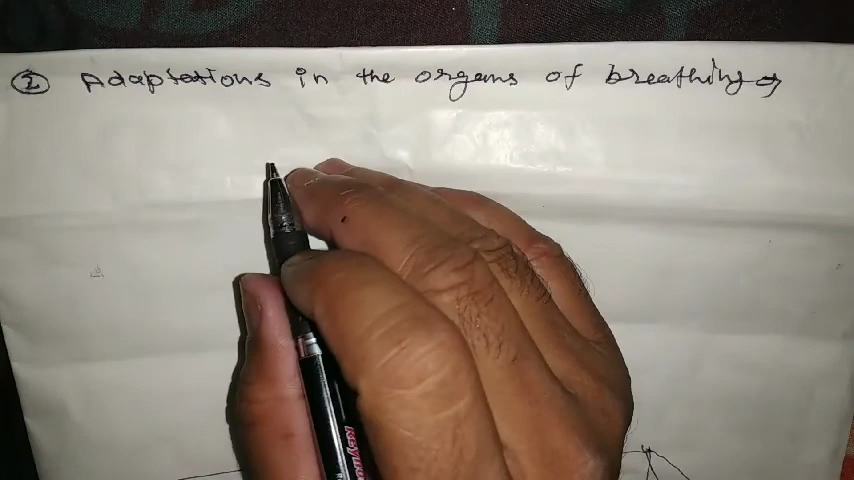 ② Adaptations in the organs of breathing →